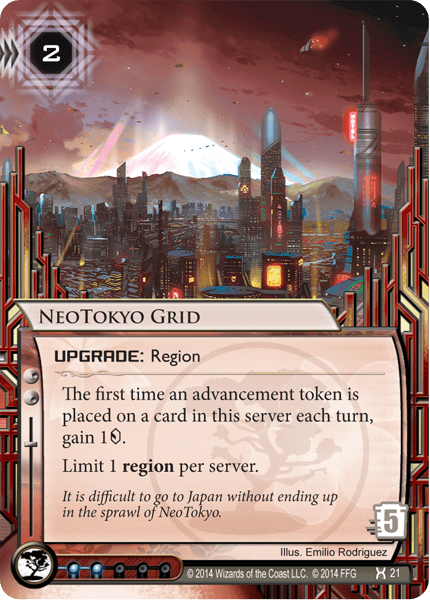 2
HOTEL
NeoTokyo Grid
UPGRADE: Region
The first time an advancement token is
placed on a card in this server each turn,
gain 1.
Limit 1 region per server.
It is difficult to go to Japan without ending up
in the sprawl of NeoTokyo.
5
Illus. Emilio Rodriguez
© 2014 Wizards of the Coast LLC. © 2014 FFG 21